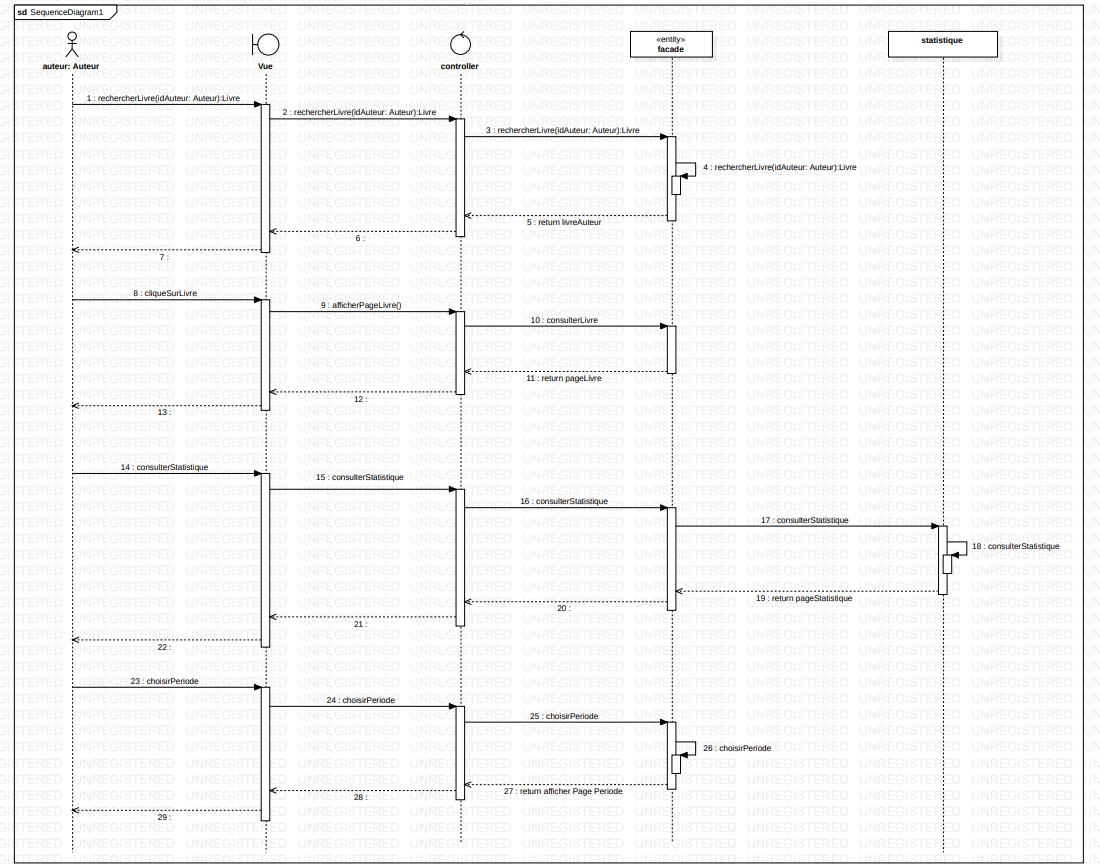 sd SequenceDiagram1
auteur: Auteur
Vue
controller
«entity»
facade
statistique
1 : rechercherLivre(idAuteur: Auteur):Livre
2 : rechercherLivre(idAuteur: Auteur):Livre
3 : rechercherLivre(idAuteur: Auteur):Livre
4 : rechercherLivre(idAuteur: Auteur):Livre
5 : return livreAuteur
6 :
7 :
8 : cliqueSurLivre
9 : afficherPageLivre()
10 : consulterLivre
11 : return pageLivre
12 :
13 :
14 : consulterStatistique
15 : consulterStatistique
16 : consulterStatistique
17 : consulterStatistique
18 : consulterStatistique
19 : return pageStatistique
20 :
21 :
22 :
23 : choisirPeriode
24 : choisirPeriode
25 : choisirPeriode
26 : choisirPeriode
27 : return afficher Page Periode
28 :
29 :
UNREGISTERED